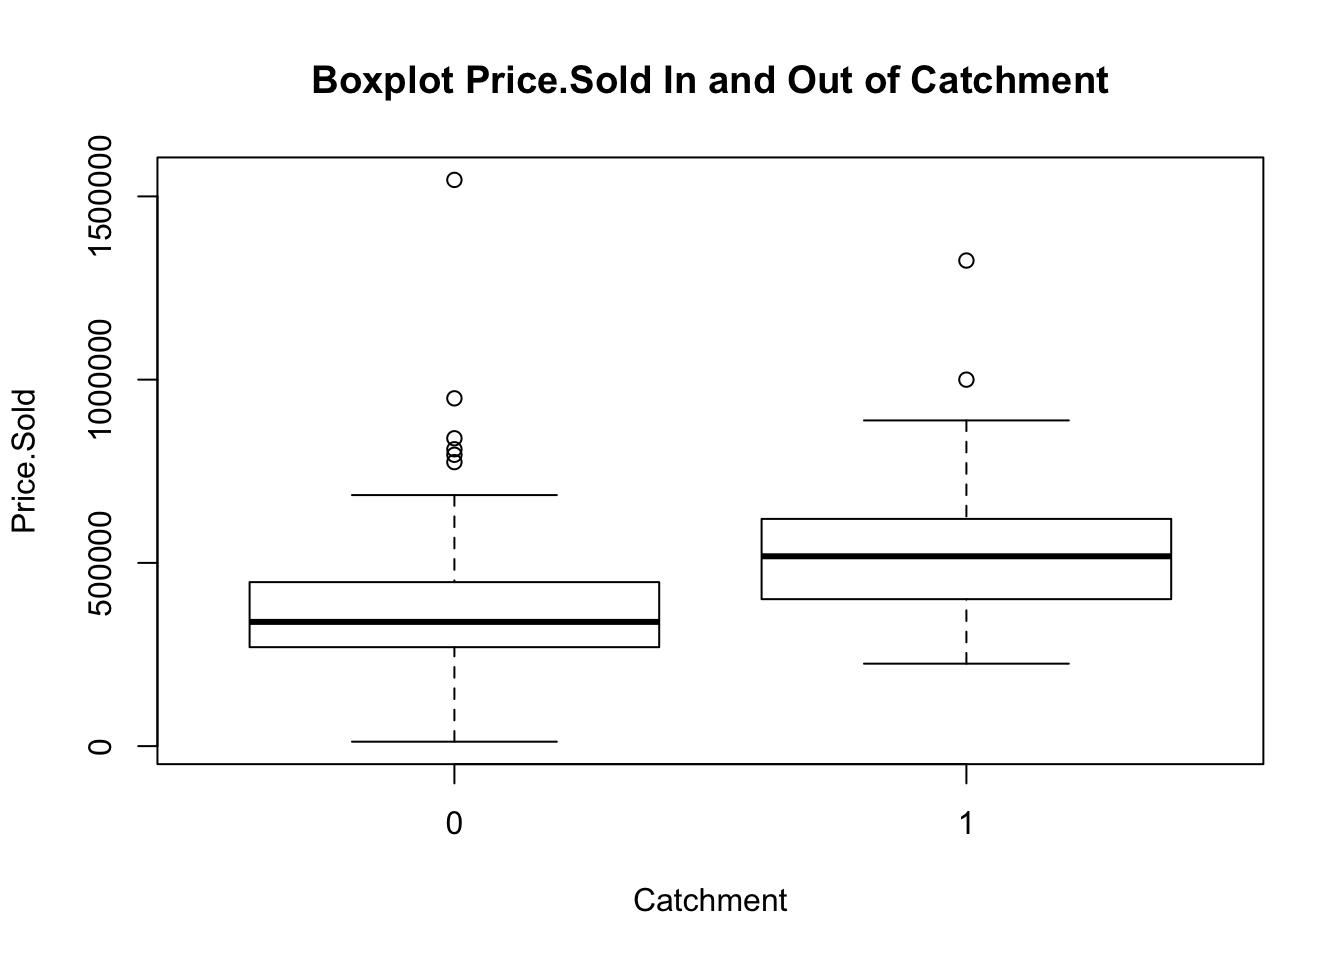 Boxplot Price.Sold In and Out of Catchment
Price.Sold
1500000
1000000
500000
0
0 1
Catchment